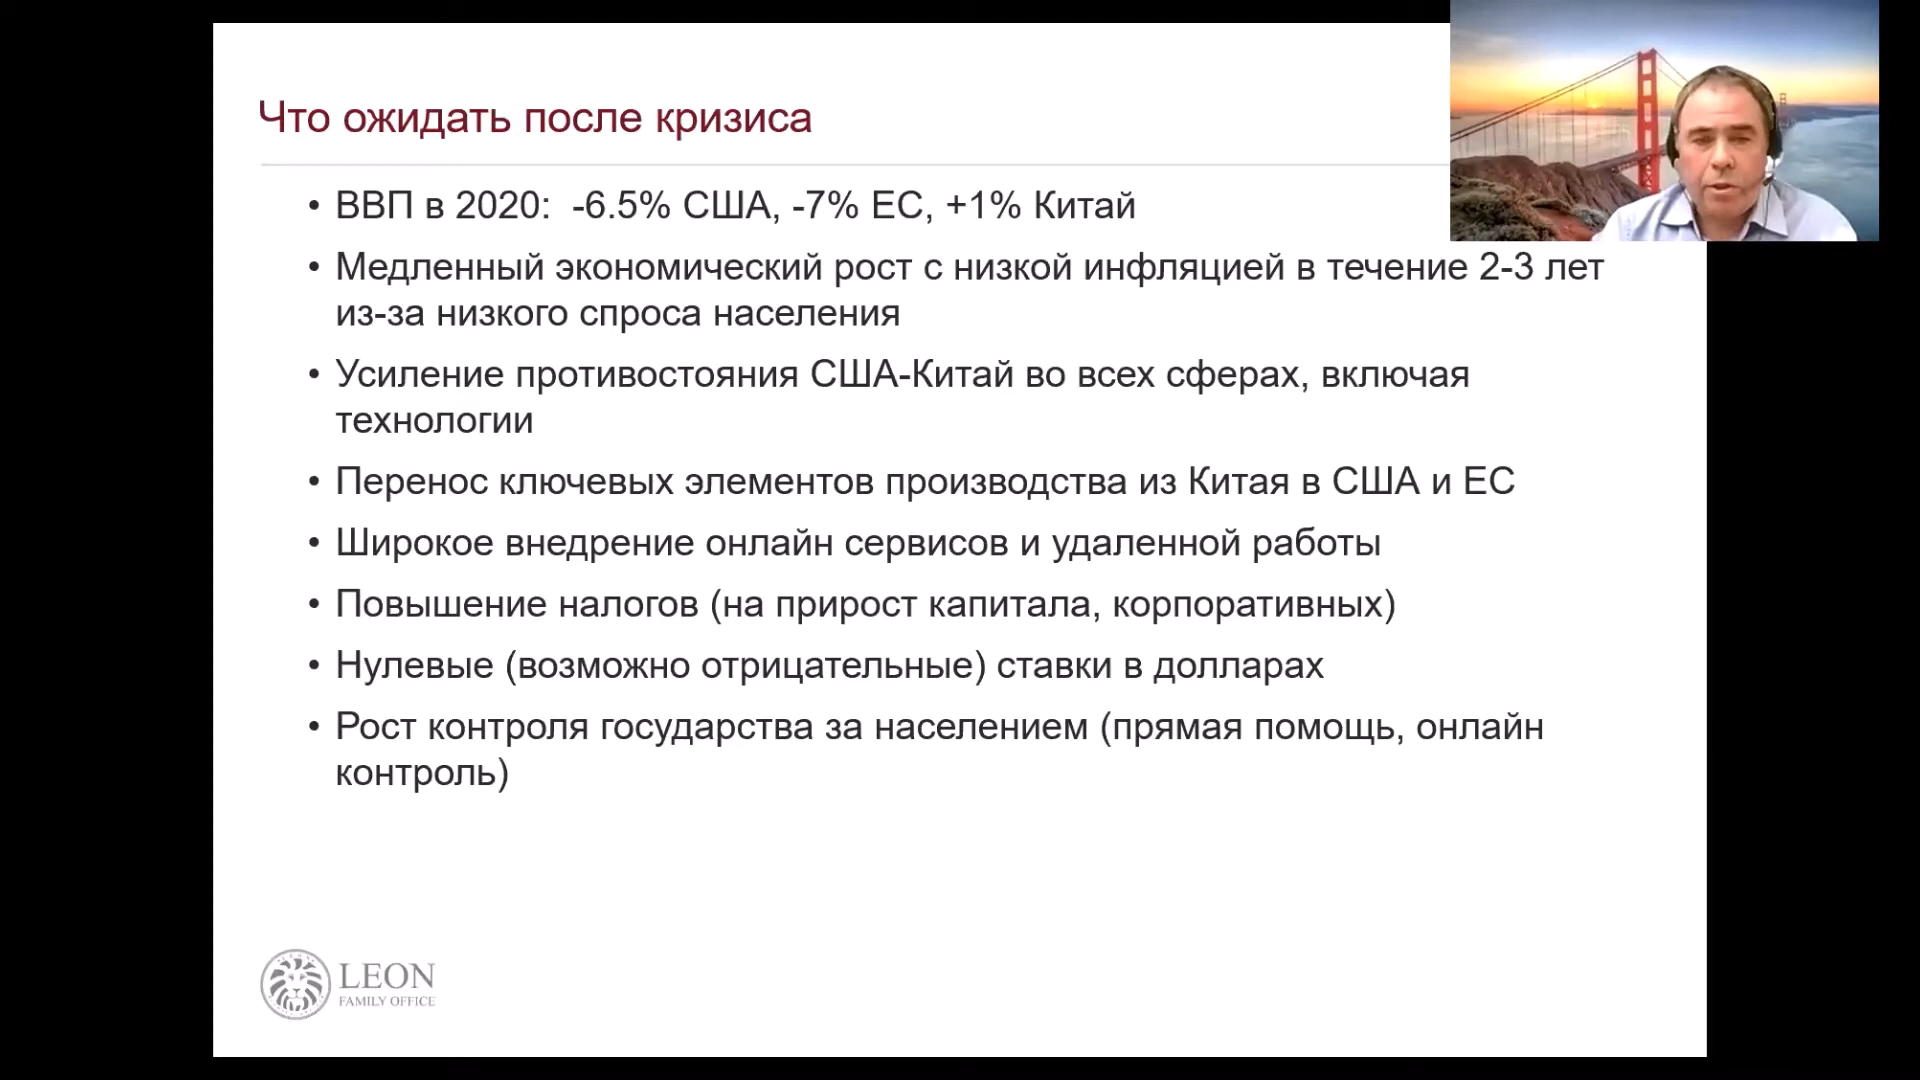 Что ожидать после кризиса
• ВВП в 2020:  -6.5% США, -7% ЕС, +1% Китай
• Медленный экономический рост с низкой инфляцией в течение 2-3 лет
из-за низкого спроса населения
• Усиление противостояния США-Китай во всех сферах, включая
технологии
• Перенос ключевых элементов производства из Китая в США и ЕС
• Широкое внедрение онлайн сервисов и удаленной работы
• Повышение налогов (на прирост капитала, корпоративных)
• Нулевые (возможно отрицательные) ставки в долларах
• Рост контроля государства за населением (прямая помощь, онлайн
контроль)
LEON
FAMILY OFFICE